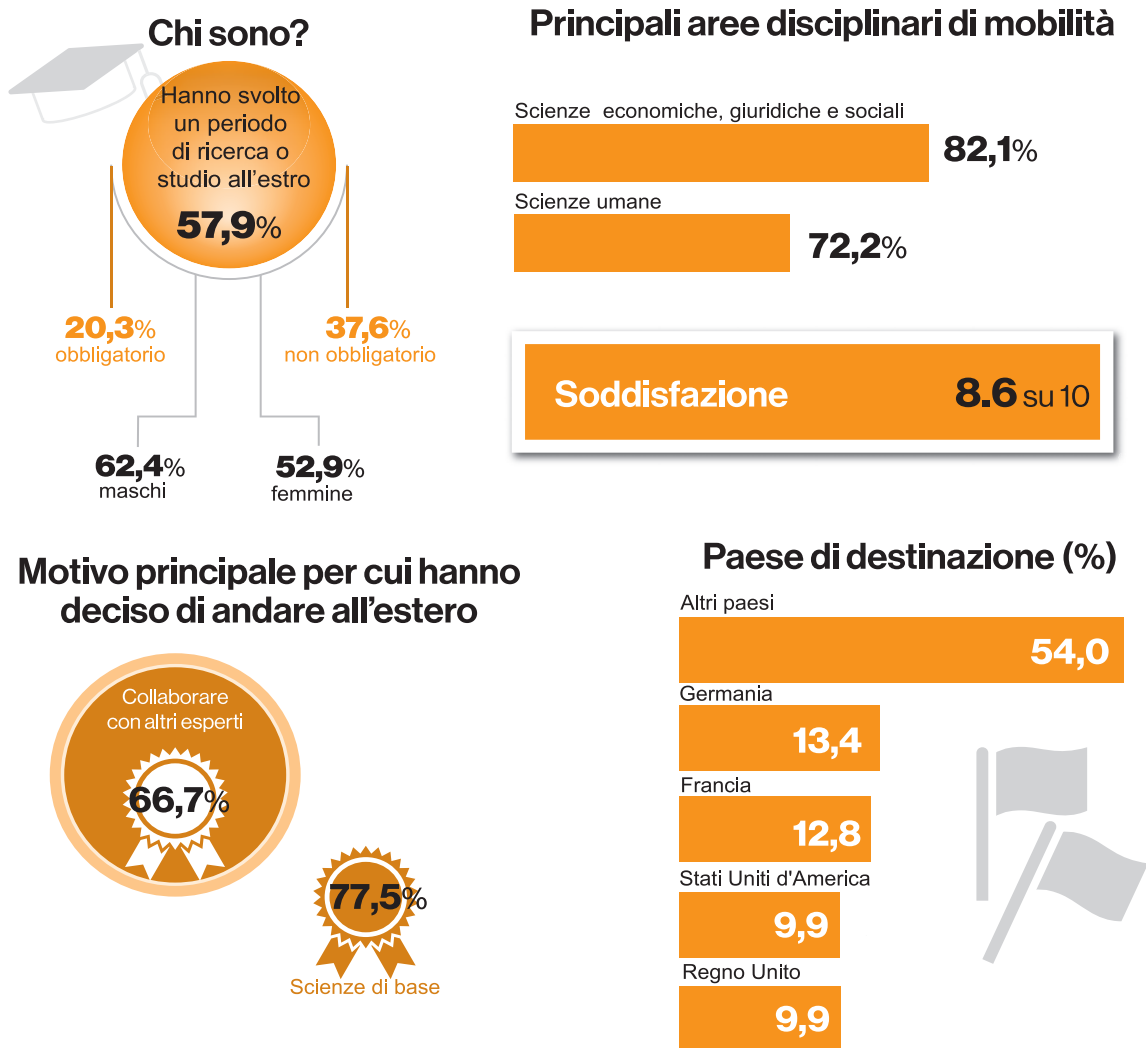 Chi sono?
Hanno svolto
un periodo
di ricerca o
studio all'estro
57,9%
20,3%
obbligatorio
37,6%
non obbligatorio
62,4%
maschi
52,9%
femmine
Principali aree disciplinari di mobilità
Scienze economiche, giuridiche e sociali
82,1%
Scienze umane
72,2%
Soddisfazione 8.6 su 10
Motivo principale per cui hanno
deciso di andare all'estero
Collaborare
con altri esperti
66,7%
77,5%
Scienze di base
Paese di destinazione (%)
Altri paesi
54,0
Germania
13,4
Francia
12,8
Stati Uniti d'America
9,9
Regno Unito
9,9